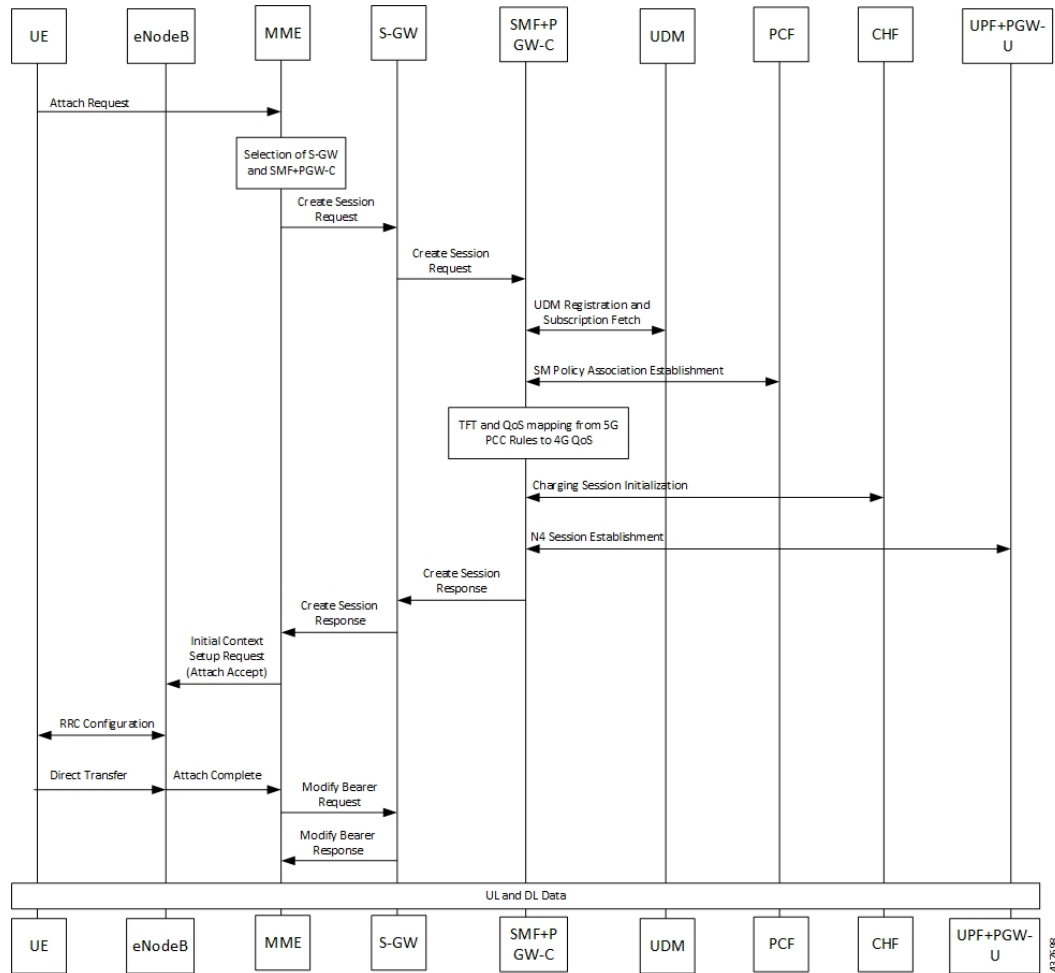 UE
eNodeB
MME
S-GW
SMF+P
GW-C
UDM
PCF
CHF
UPF+PGW-
U
Attach Request
Selection of S-GW
and SMF+PGW-C
Create Session
Request
Create Session
Request
UDM Registration and
Subscription Fetch
SM Policy Association Establishment
TFT and QoS mapping from 5G
PCC Rules to 4G QoS
Charging Session Initialization
N4 Session Establishment
Create Session
Response
Create Session
Response
Initial Context
Setup Request
(Attach Accept)
RRC Configuration
Direct Transfer
Attach Complete
Modify Bearer
Request
Modify Bearer
Response
UL and DL Data
UE
eNodeB
MME
S-GW
SMF+P
GW-C
UDM
PCF
CHF
UPF+PGW-
U